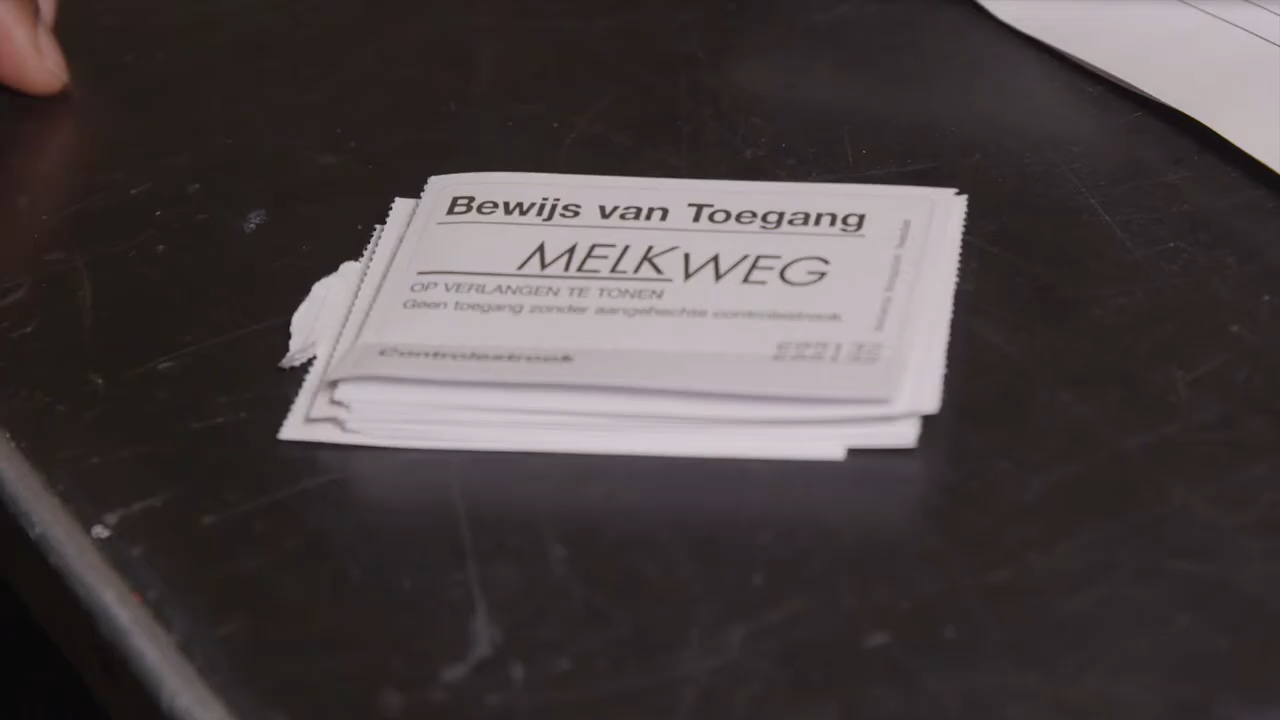 Bewijs van Toegang
MELKWEG
OP VERLANGEN TE TONEN
Geen toegang zonder aangehechte controlestrook.
Controlestrook